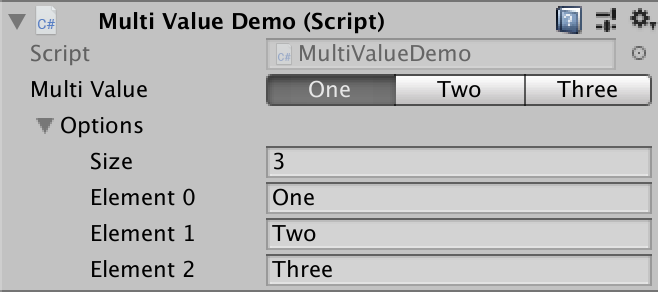 Multi Value Demo (Script)
C#
Script C# MultiValueDemo
Multi Value One Two Three
Options
Size 3
Element 0 One
Element 1 Two
Element 2 Three